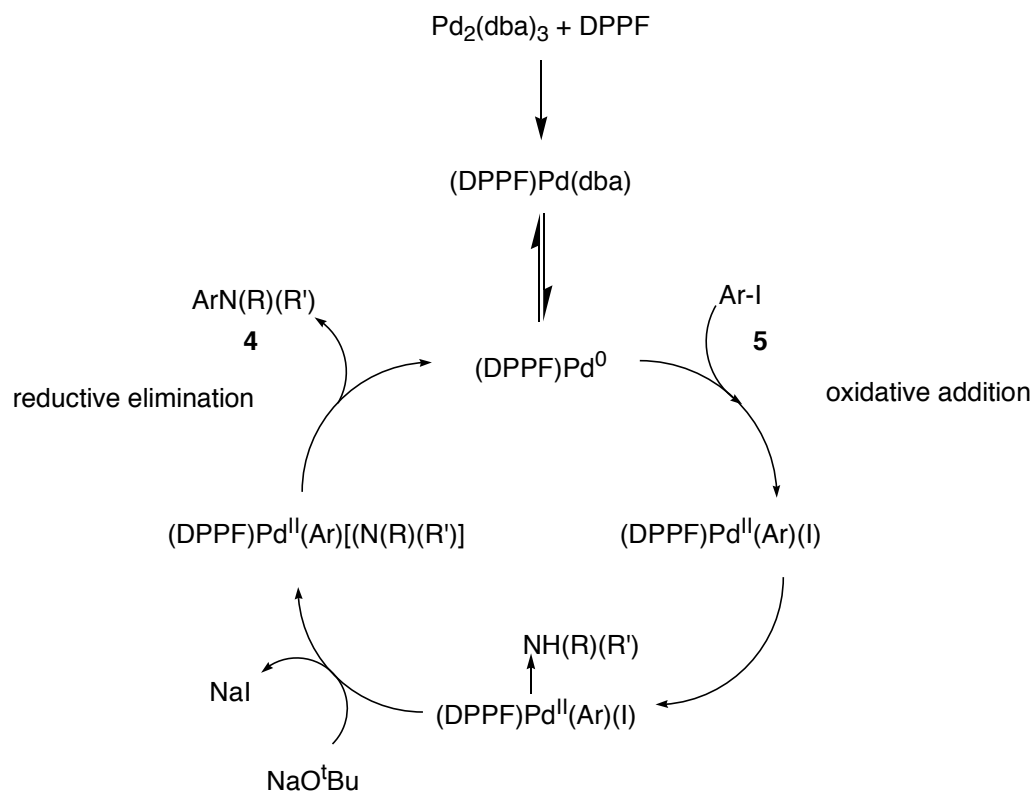 Pd₂(dba)₃ + DPPF
(DPPF)Pd(dba)
ArN(R)(R')
4
Ar-I
5
(DPPF)Pd⁰
reductive elimination
oxidative addition
(DPPF)Pdᴵᴵ(Ar)[(N(R)(R')]
(DPPF)Pdᴵᴵ(Ar)(I)
NH(R)(R')
NaI
(DPPF)Pdᴵᴵ(Ar)(I)
NaOᵗBu